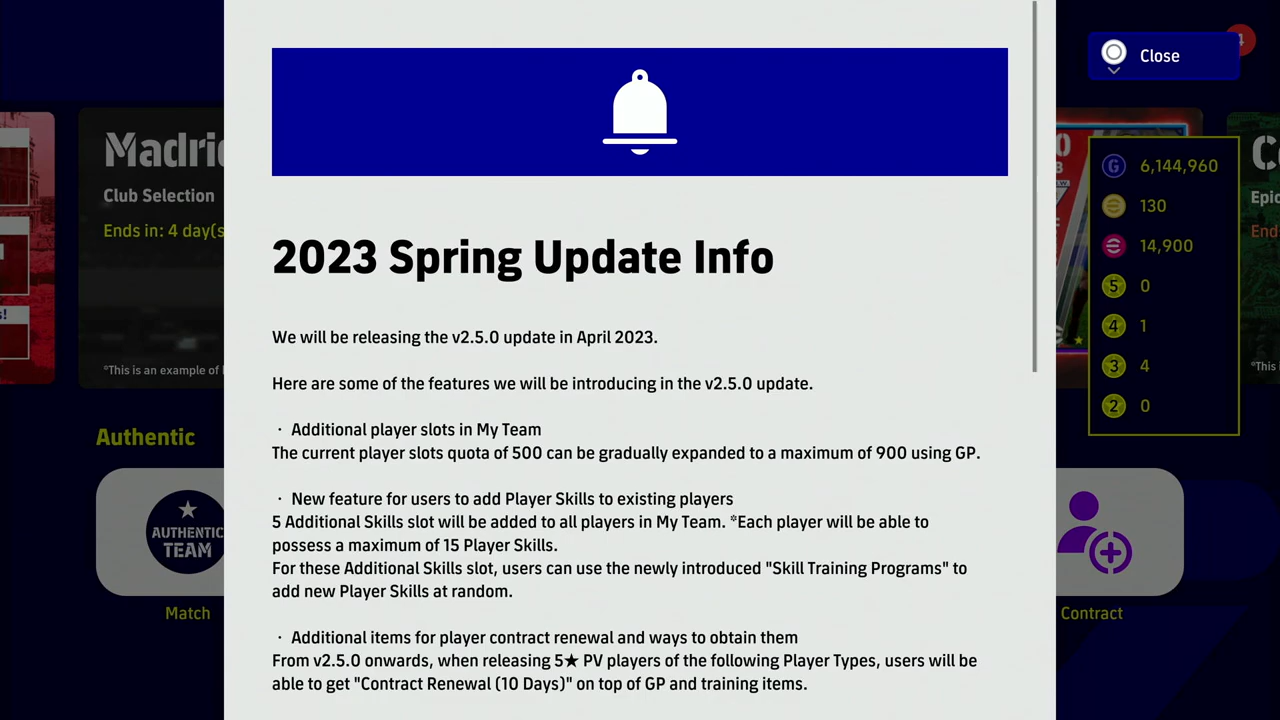 Close
4
Madri
Club Selection
Ends in: 4 day(s
*This is an example of
2023 Spring Update Info
We will be releasing the v2.5.0 update in April 2023.
Here are some of the features we will be introducing in the v2.5.0 update.
· Additional player slots in My Team
The current player slots quota of 500 can be gradually expanded to a maximum of 900 using GP.
· New feature for users to add Player Skills to existing players
5 Additional Skills slot will be added to all players in My Team. *Each player will be able to
possess a maximum of 15 Player Skills.
For these Additional Skills slot, users can use the newly introduced "Skill Training Programs" to
add new Player Skills at random.
· Additional items for player contract renewal and ways to obtain them
From v2.5.0 onwards, when releasing 5★ PV players of the following Player Types, users will be
able to get "Contract Renewal (10 Days)" on top of GP and training items.
G 6,144,960
130
14,900
5 0
4 1
3 4
2 0
Epic
End
*This
Authentic
AUTHENTIC
TEAM
Match
Contract